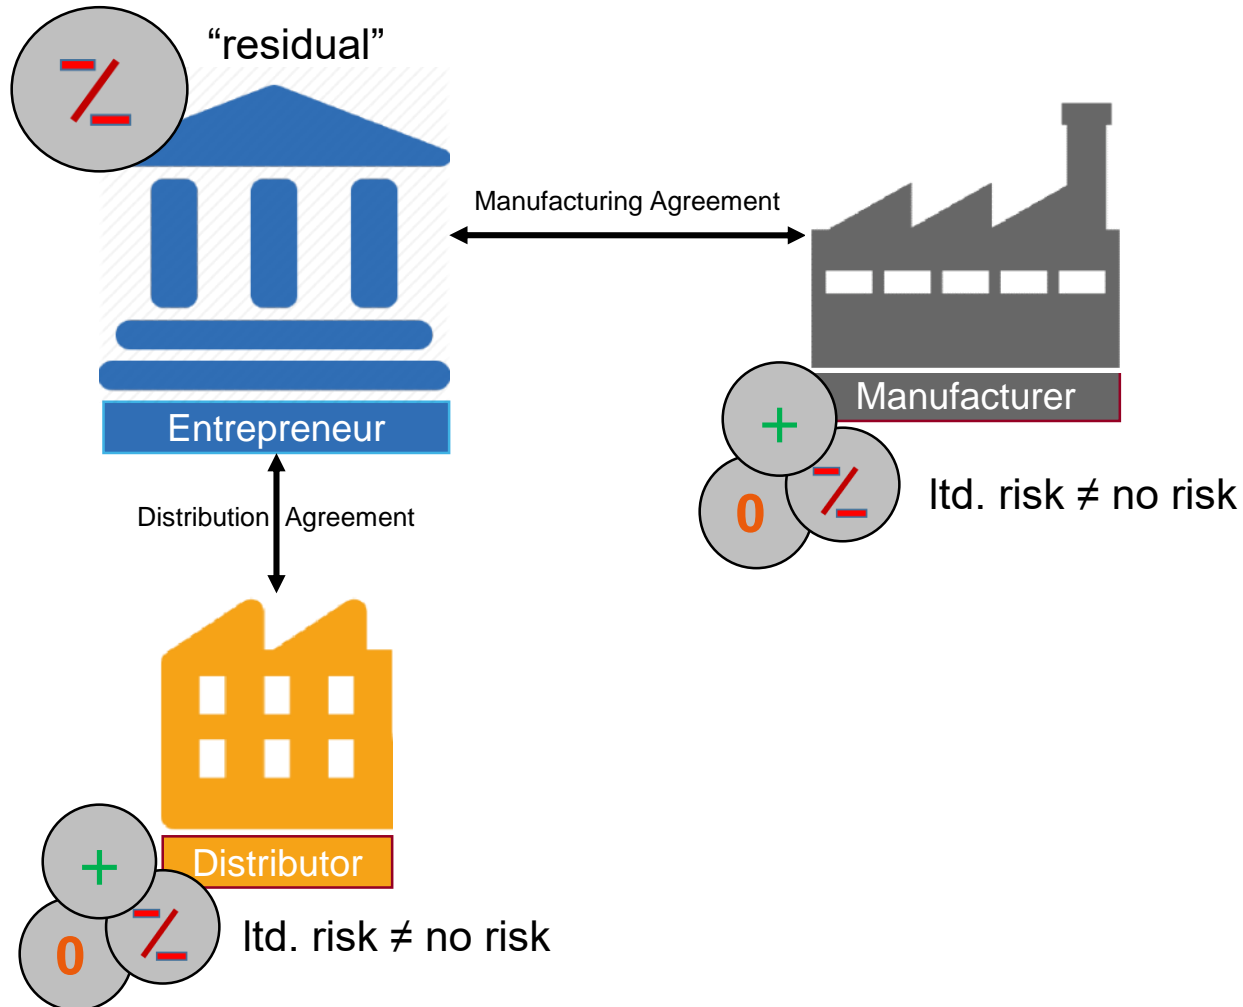 “residual”
Manufacturing Agreement
Entrepreneur
Manufacturer
+
0
ltd. risk ≠ no risk
Distribution Agreement
Distributor
+
0
ltd. risk ≠ no risk